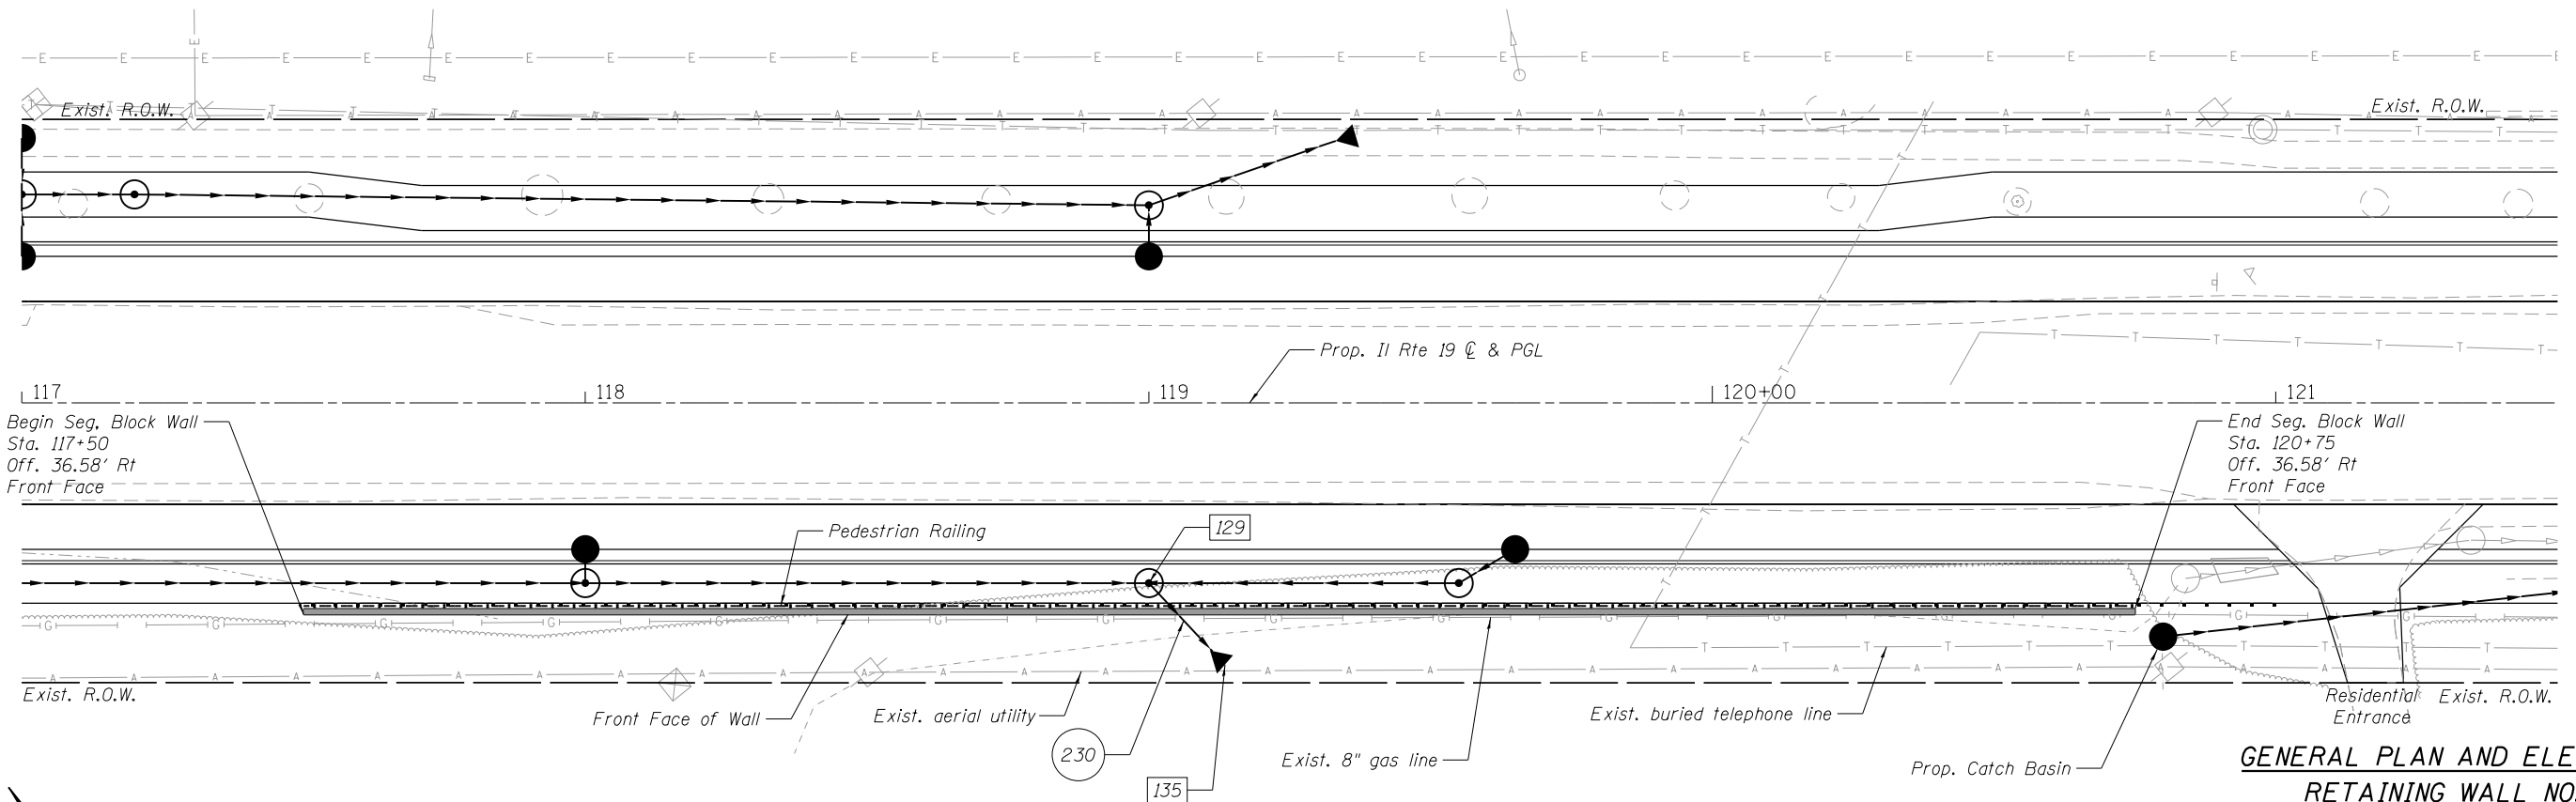 Exist. R.O.W.
Exist. R.O.W.
Prop. Il Rte 19 ℄ & PGL
117
118
119
120+00
121
Begin Seg. Block Wall
Sta. 117+50
Off. 36.58' Rt
Front Face
End Seg. Block Wall
Sta. 120+75
Off. 36.58' Rt
Front Face
Pedestrian Railing
129
Exist. R.O.W.
Front Face of Wall
Exist. aerial utility
230
135
Exist. 8" gas line
Exist. buried telephone line
Prop. Catch Basin
Residential
Entrance
Exist. R.O.W.
GENERAL PLAN AND ELE
RETAINING WALL NO